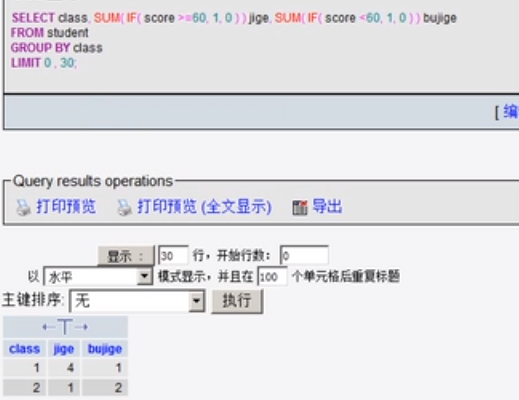 SELECT class, SUM( IF( score >=60, 1, 0 ) ) jige, SUM( IF( score <60, 1, 0 ) ) bujige
FROM student
GROUP BY class
LIMIT 0 , 30;
[ 编
Query results operations
打印预览 打印预览 (全文显示) 导出
显示 : 30 行，开始行数: 0
以 水平 模式显示，并且在 100 个单元格后重复标题
主键排序: 无 执行
←T→
class jige bujige
1 4 1
2 1 2